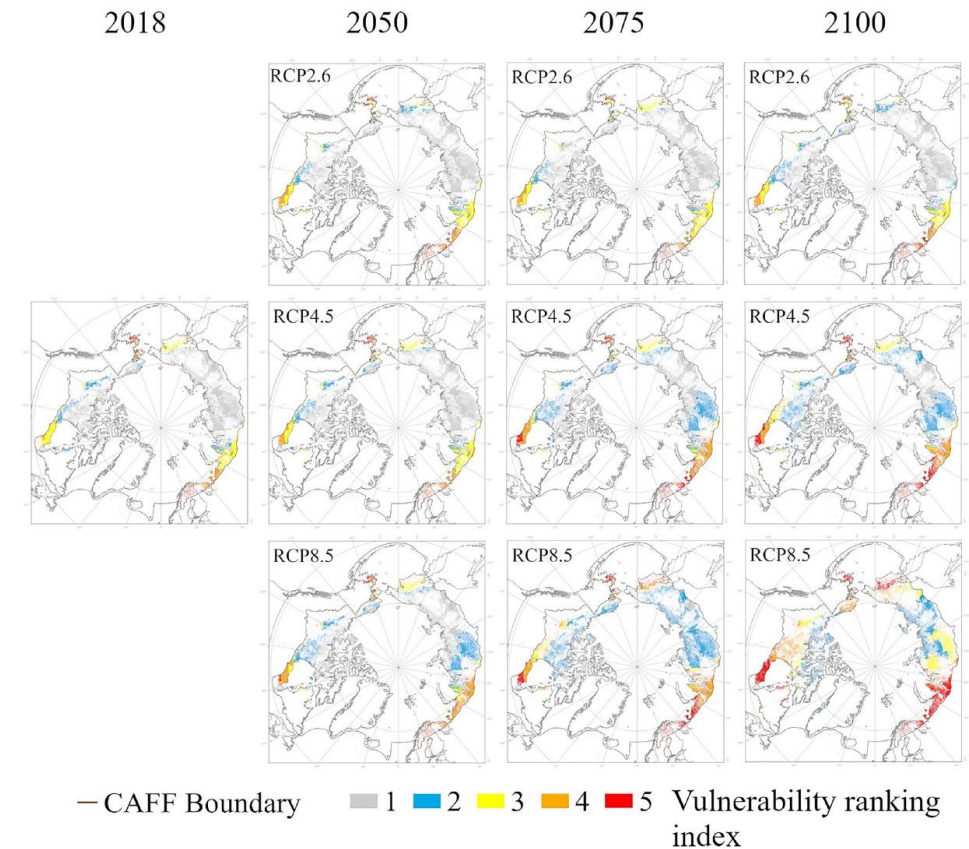 2018 2050 2075 2100
RCP2.6 RCP2.6 RCP2.6
RCP4.5 RCP4.5 RCP4.5
RCP8.5 RCP8.5 RCP8.5
CAFF Boundary 1 2 3 4 5 Vulnerability ranking
index